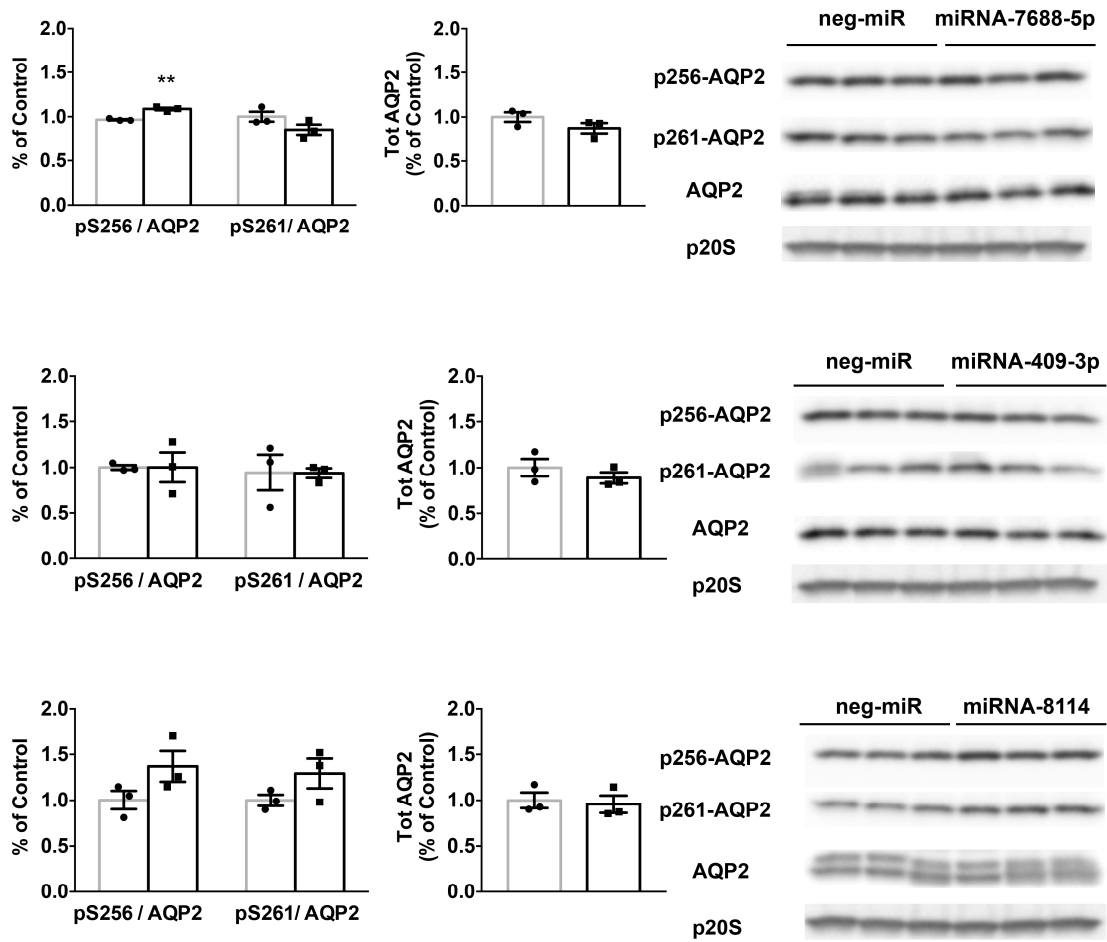 2.0
1.5
1.0
0.5
0.0
% of Control
**
pS256 / AQP2
pS261/ AQP2
2.0
1.5
1.0
0.5
0.0
Tot AQP2
(% of Control)
neg-miR
miRNA-7688-5p
p256-AQP2
p261-AQP2
AQP2
p20S
2.0
1.5
1.0
0.5
0.0
% of Control
pS256 / AQP2
pS261 / AQP2
2.0
1.5
1.0
0.5
0.0
Tot AQP2
(% of Control)
neg-miR
miRNA-409-3p
p256-AQP2
p261-AQP2
AQP2
p20S
2.0
1.5
1.0
0.5
0.0
% of Control
pS256 / AQP2
pS261/ AQP2
2.0
1.5
1.0
0.5
0.0
Tot AQP2
(% of Control)
neg-miR
miRNA-8114
p256-AQP2
p261-AQP2
AQP2
p20S